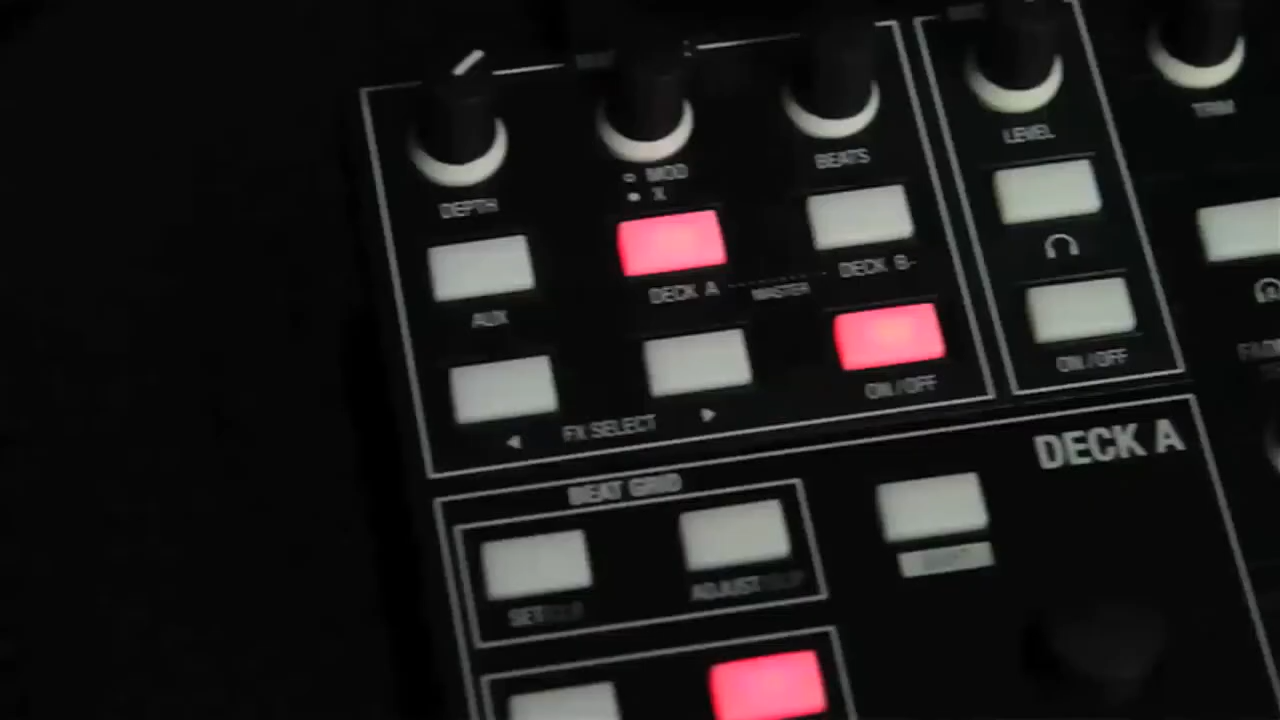 LEVEL
TRIM
BEATS
MOD
X
DEPTH
DECK A
MASTER
DECK B
AUX
ON/OFF
ON/OFF
FX SELECT
DECK A
BEAT GRID
SET
ADJUST